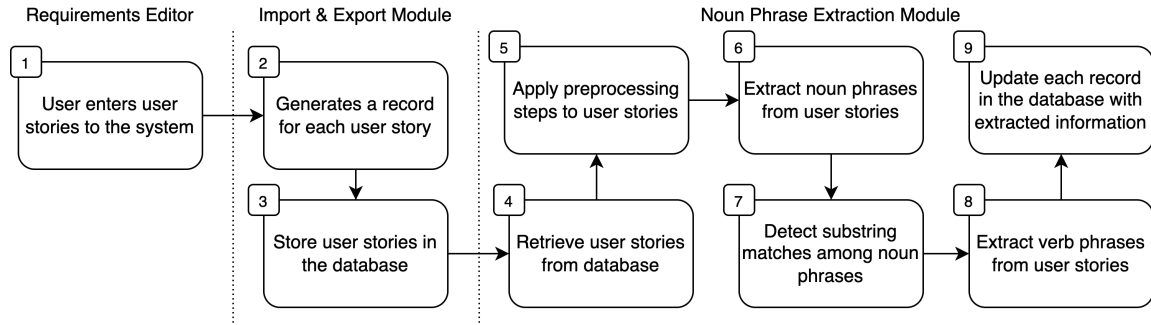 Requirements Editor
Import & Export Module
Noun Phrase Extraction Module
1
User enters user
stories to the system
2
Generates a record
for each user story
3
Store user stories in
the database
4
Retrieve user stories
from database
5
Apply preprocessing
steps to user stories
6
Extract noun phrases
from user stories
7
Detect substring
matches among noun
phrases
8
Extract verb phrases
from user stories
9
Update each record
in the database with
extracted information